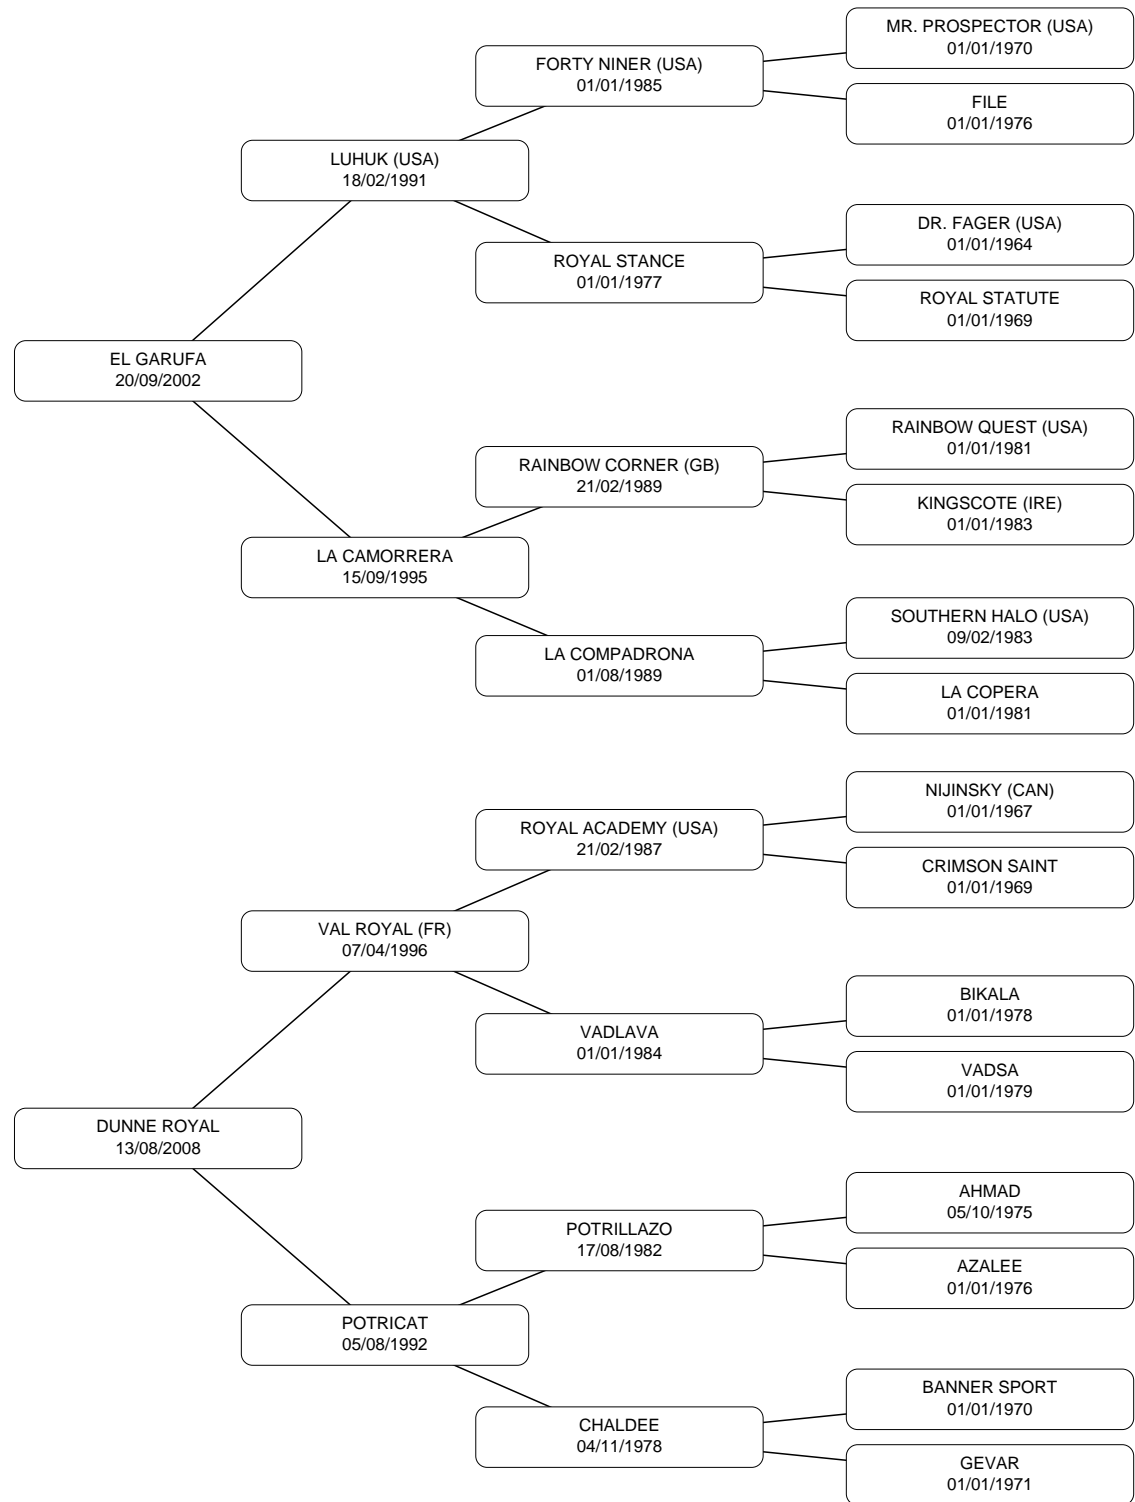 MR. PROSPECTOR (USA)
01/01/1970
FORTY NINER (USA)
01/01/1985
FILE
01/01/1976
LUHUK (USA)
18/02/1991
DR. FAGER (USA)
01/01/1964
ROYAL STANCE
01/01/1977
ROYAL STATUTE
01/01/1969
EL GARUFA
20/09/2002
RAINBOW QUEST (USA)
01/01/1981
RAINBOW CORNER (GB)
21/02/1989
KINGSCOTE (IRE)
01/01/1983
LA CAMORRERA
15/09/1995
SOUTHERN HALO (USA)
09/02/1983
LA COMPADRONA
01/08/1989
LA COPERA
01/01/1981
NIJINSKY (CAN)
01/01/1967
ROYAL ACADEMY (USA)
21/02/1987
CRIMSON SAINT
01/01/1969
VAL ROYAL (FR)
07/04/1996
BIKALA
01/01/1978
VADLAVA
01/01/1984
VADSA
01/01/1979
DUNNE ROYAL
13/08/2008
AHMAD
05/10/1975
POTRILLAZO
17/08/1982
AZALEE
01/01/1976
POTRICAT
05/08/1992
BANNER SPORT
01/01/1970
CHALDEE
04/11/1978
GEVAR
01/01/1971